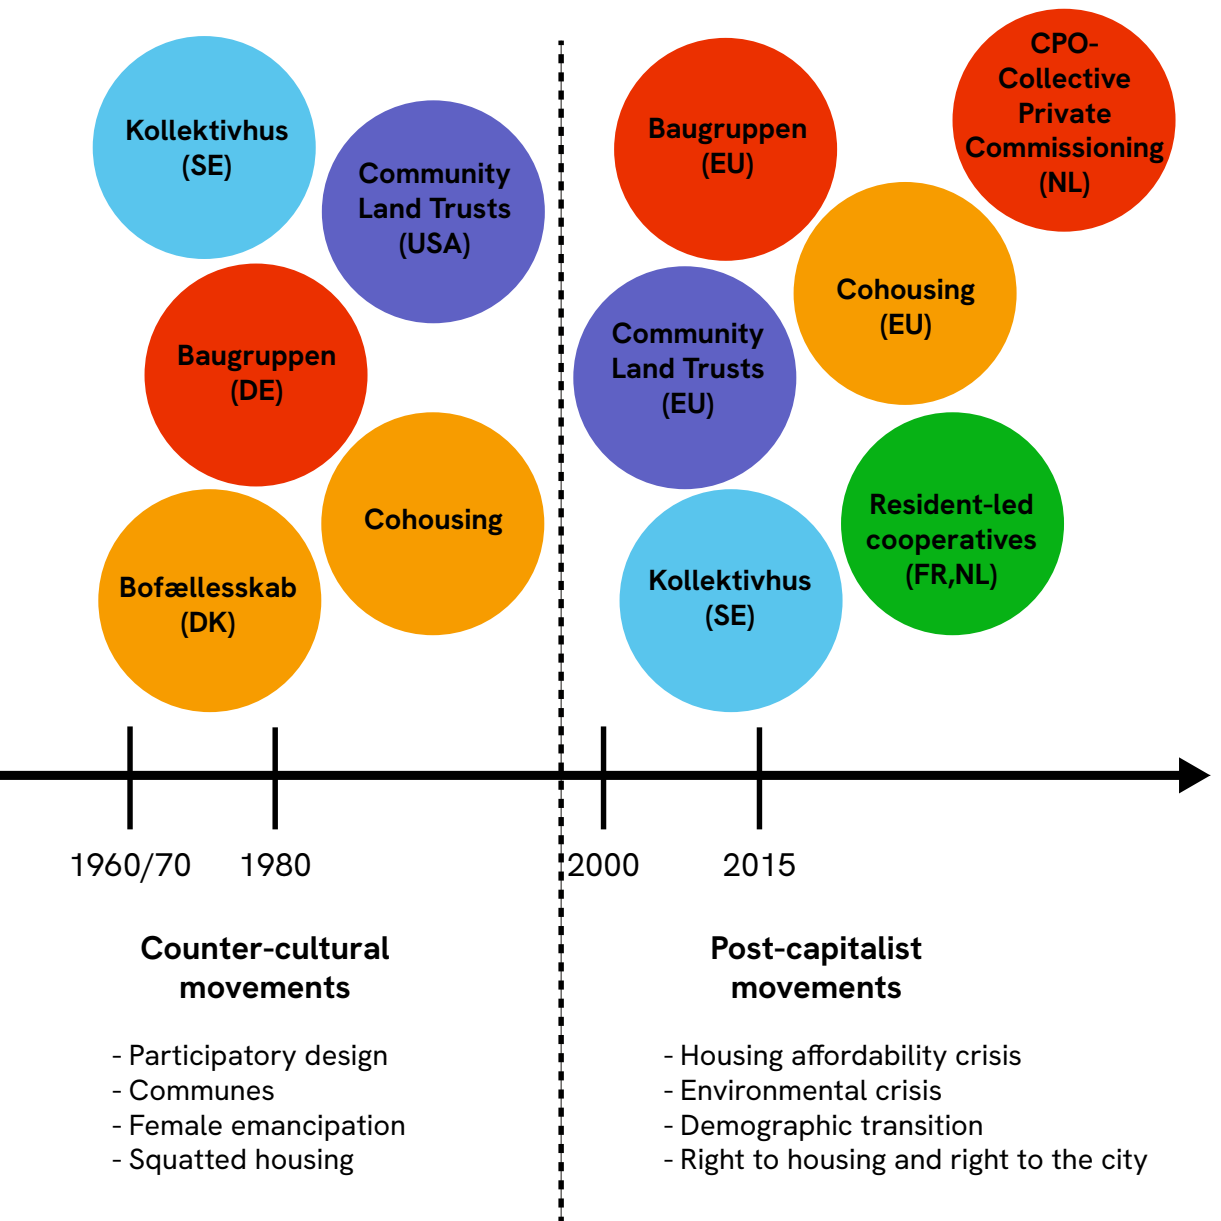 Kollektivhus
(SE)
Community
Land Trusts
(USA)
Baugruppen
(DE)
Cohousing
Bofællesskab
(DK)
Baugruppen
(EU)
CPO-
Collective
Private
Commissioning
(NL)
Cohousing
(EU)
Community
Land Trusts
(EU)
Resident-led
cooperatives
(FR,NL)
Kollektivhus
(SE)
1960/70
1980
2000
2015
Counter-cultural
movements
- Participatory design
- Communes
- Female emancipation
- Squatted housing
Post-capitalist
movements
- Housing affordability crisis
- Environmental crisis
- Demographic transition
- Right to housing and right to the city